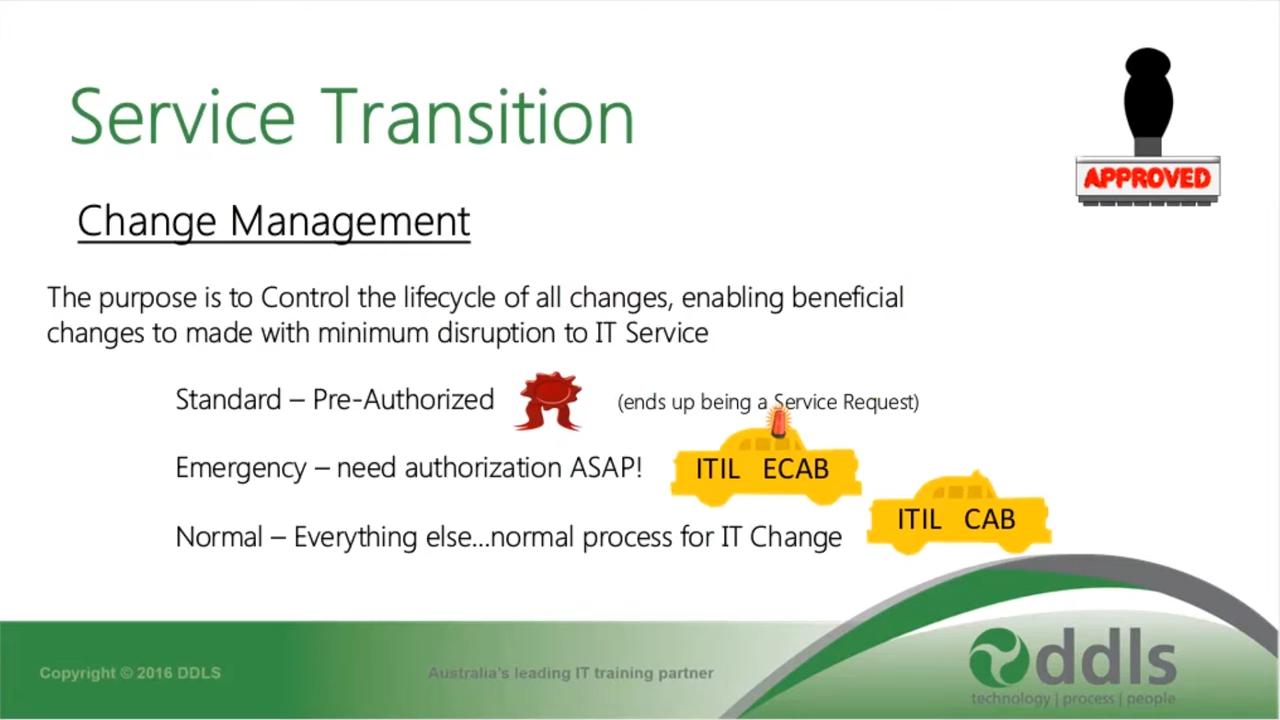 Service Transition
APPROVED
Change Management
The purpose is to Control the lifecycle of all changes, enabling beneficial
changes to made with minimum disruption to IT Service
Standard – Pre-Authorized
(ends up being a Service Request)
Emergency – need authorization ASAP!
ITIL ECAB
Normal – Everything else...normal process for IT Change
ITIL CAB
Copyright © 2016 DDLS
Australia's leading IT training partner
ddls
technology | process | people